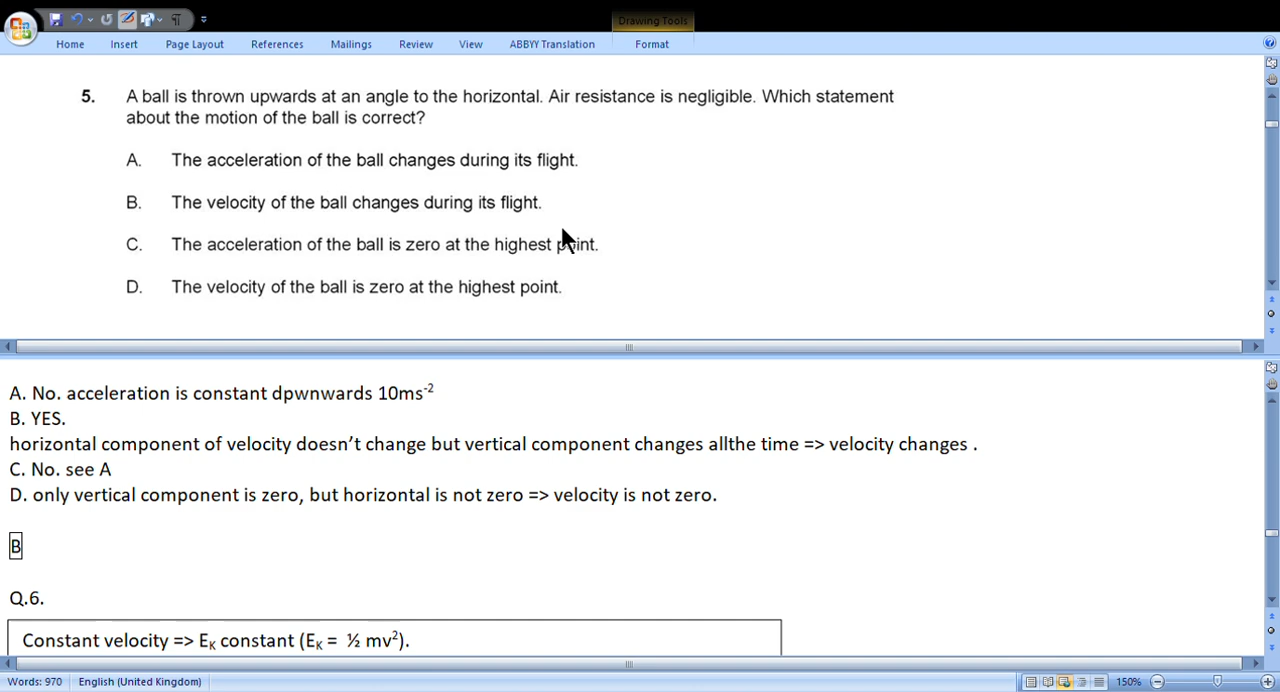 Drawing Tools
Home Insert Page Layout References Mailings Review View ABBYY Translation Format
5. A ball is thrown upwards at an angle to the horizontal. Air resistance is negligible. Which statement
about the motion of the ball is correct?
A. The acceleration of the ball changes during its flight.
B. The velocity of the ball changes during its flight.
C. The acceleration of the ball is zero at the highest point.
D. The velocity of the ball is zero at the highest point.
A. No. acceleration is constant dpwnwards 10ms⁻²
B. YES.
horizontal component of velocity doesn’t change but vertical component changes allthe time => velocity changes .
C. No. see A
D. only vertical component is zero, but horizontal is not zero => velocity is not zero.
B
Q.6.
Constant velocity => Eₖ constant (Eₖ = ½ mv²).
Words: 970 English (United Kingdom) 150%